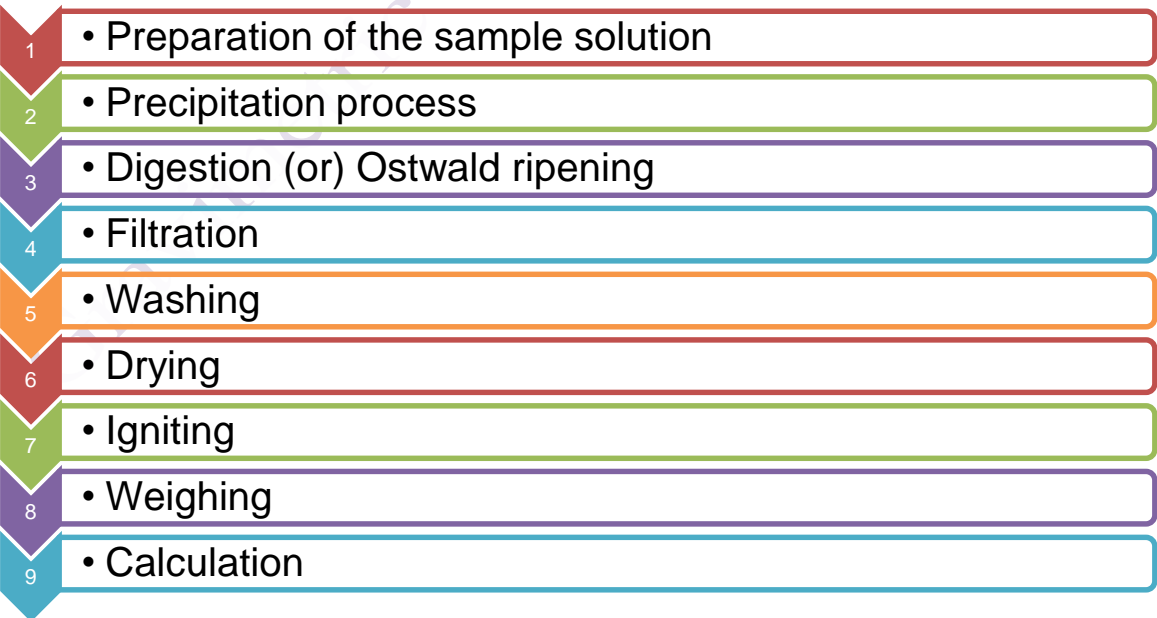 1 • Preparation of the sample solution
2 • Precipitation process
3 • Digestion (or) Ostwald ripening
4 • Filtration
5 • Washing
6 • Drying
7 • Igniting
8 • Weighing
9 • Calculation